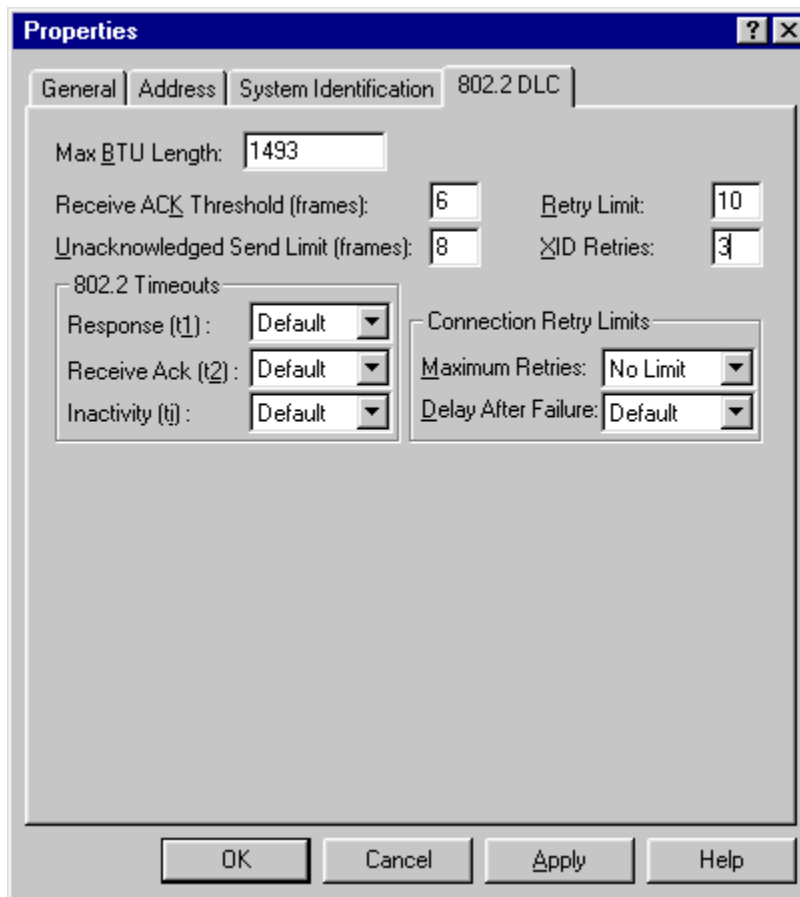 Properties
General Address System Identification 802.2 DLC
Max BTU Length: 1493
Receive ACK Threshold (frames): 6 Retry Limit: 10
Unacknowledged Send Limit (frames): 8 XID Retries: 3
802.2 Timeouts
Response (t1) : Default
Receive Ack (t2) : Default
Inactivity (ti) : Default
Connection Retry Limits
Maximum Retries: No Limit
Delay After Failure: Default
OK Cancel Apply Help